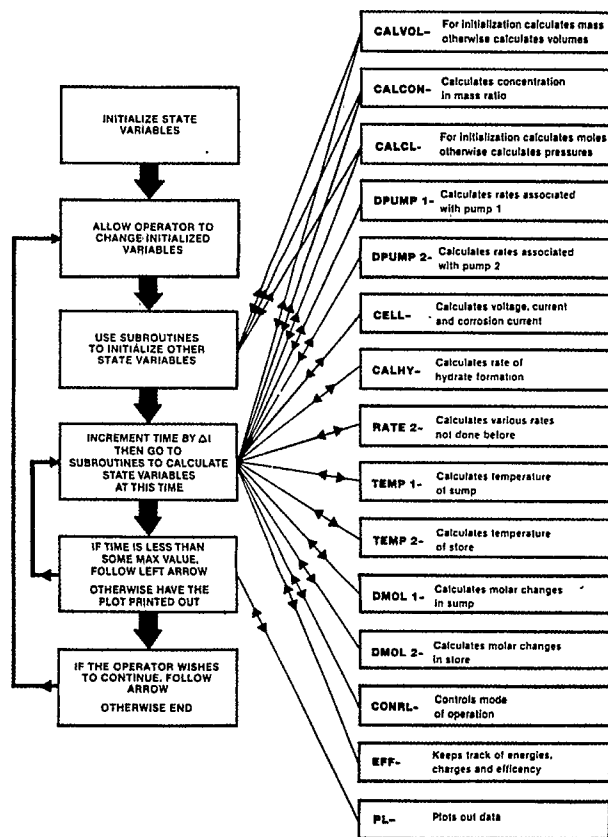 INITIALIZE STATE
VARIABLES
ALLOW OPERATOR TO
CHANGE-INITIALIZED
VARIABLES
USE SUBROUTINES
TO INITIALIZE OTHER
STATE VARIABLES
INCREMENT TIME BY ΔI
THEN GO TO
SUBROUTINES TO CALCULATE
STATE VARIABLES
AT THIS TIME
IF TIME IS LESS THAN
SOME MAX VALUE,
FOLLOW LEFT ARROW
OTHERWISE HAVE THE
PLOT PRINTED OUT
IF THE OPERATOR WISHES
TO CONTINUE, FOLLOW
ARROW
OTHERWISE END
CALVOL– For initialization calculates mass
otherwise calculates volumes
CALCON– Calculates concentration
in mass ratio
CALCL– For initialization calculates moles
otherwise calculates pressures
DPUMP 1– Calculates rates associated
with pump 1
DPUMP 2– Calculates rates associated
with pump 2
CELL– Calculates voltage, current
and corrosion current
CALHY– Calculates rate of
hydrate formation
RATE 2– Calculates various rates
not done before
TEMP 1– Calculates temperature
of sump
TEMP 2– Calculates temperature
of store
DMOL 1– Calculates molar changes
in sump
DMOL 2– Calculates molar changes
in store
CONRL– Controls mode
of operation
EFF– Keeps track of energies,
charges and efficency
PL– Plots out data